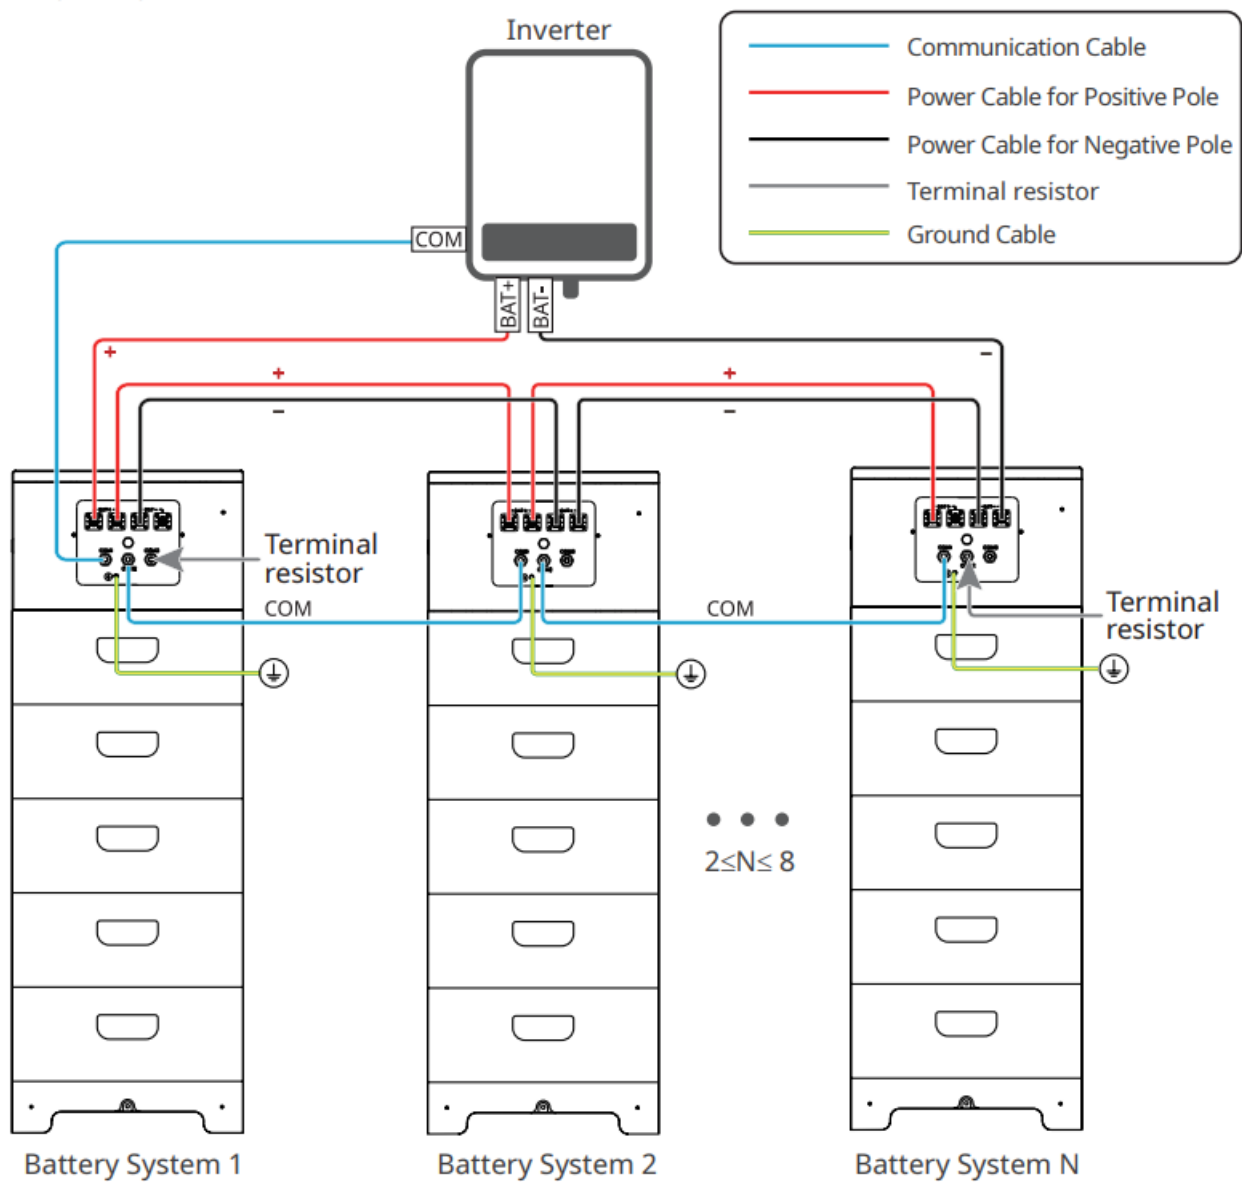 Inverter
Communication Cable
Power Cable for Positive Pole
Power Cable for Negative Pole
Terminal resistor
Ground Cable
COM
BAT+
BAT-
+
−
+
+
−
−
Terminal
resistor
COM
COM
Terminal
resistor
2≤N≤ 8
Battery System 1
Battery System 2
Battery System N